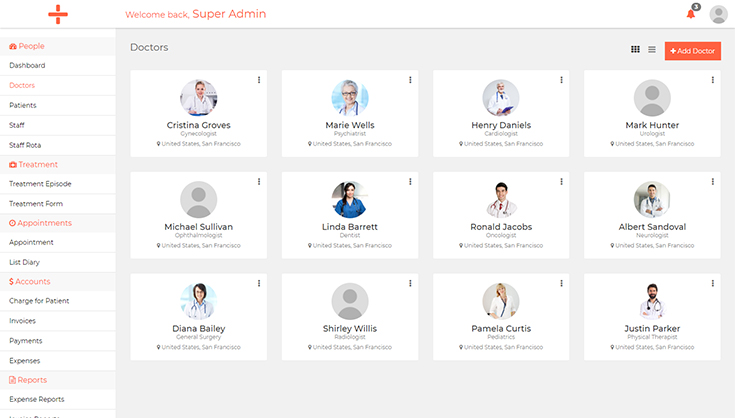 Welcome back, Super Admin
3
People
Dashboard
Doctors
Patients
Staff
Staff Rota
Treatment
Treatment Episode
Treatment Form
Appointments
Appointment
List Diary
$ Accounts
Charge for Patient
Invoices
Payments
Expenses
Reports
Expense Reports
Invoice Reports
Doctors
+ Add Doctor
Cristina Groves
Gynecologist
United States, San Francisco
Marie Wells
Psychiatrist
United States, San Francisco
Henry Daniels
Cardiologist
United States, San Francisco
Mark Hunter
Urologist
United States, San Francisco
Michael Sullivan
Ophthalmologist
United States, San Francisco
Linda Barrett
Dentist
United States, San Francisco
Ronald Jacobs
Oncologist
United States, San Francisco
Albert Sandoval
Neurologist
United States, San Francisco
Diana Bailey
General Surgery
United States, San Francisco
Shirley Willis
Radiologist
United States, San Francisco
Pamela Curtis
Pediatrics
United States, San Francisco
Justin Parker
Physical Therapist
United States, San Francisco